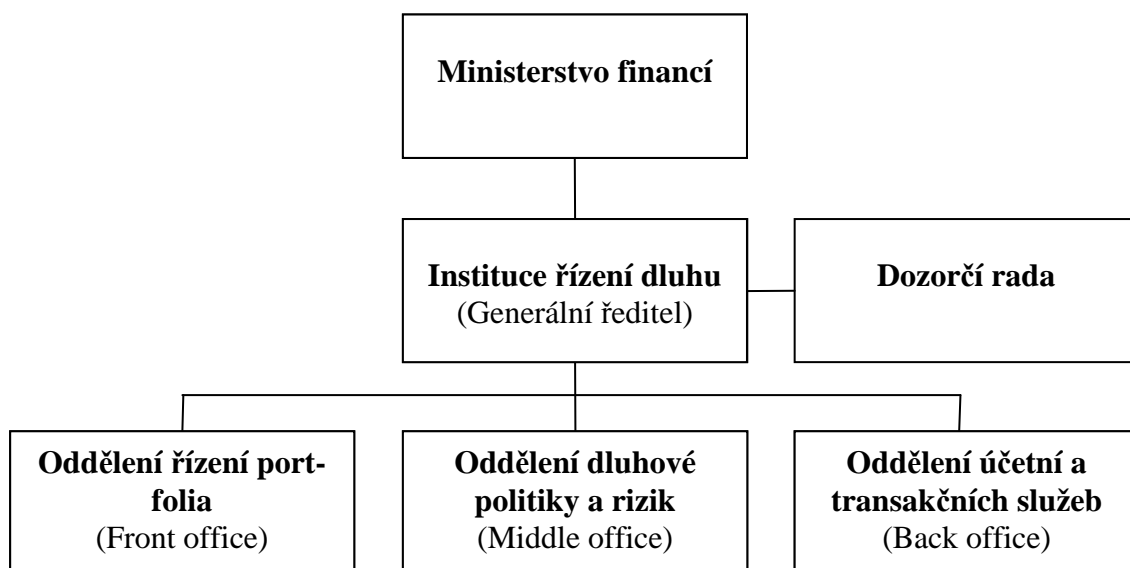 Ministerstvo financí
Instituce řízení dluhu
(Generální ředitel)
Dozorčí rada
Oddělení řízení port-
folia
(Front office)
Oddělení dluhové
politiky a rizik
(Middle office)
Oddělení účetní a
transakčních služeb
(Back office)